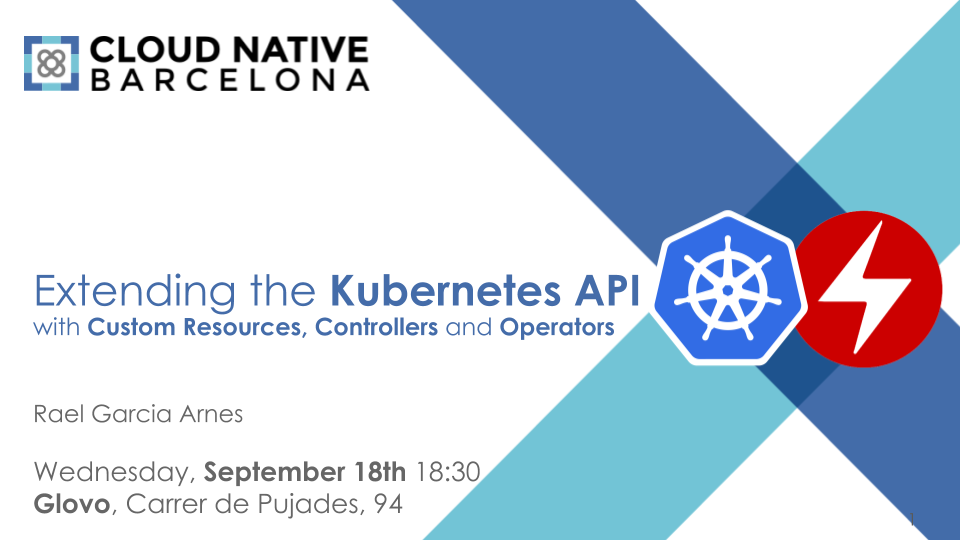 CLOUD NATIVE
BARCELONA
Extending the Kubernetes API
with Custom Resources, Controllers and Operators
Rael Garcia Arnes
Wednesday, September 18th 18:30
Glovo, Carrer de Pujades, 94
1